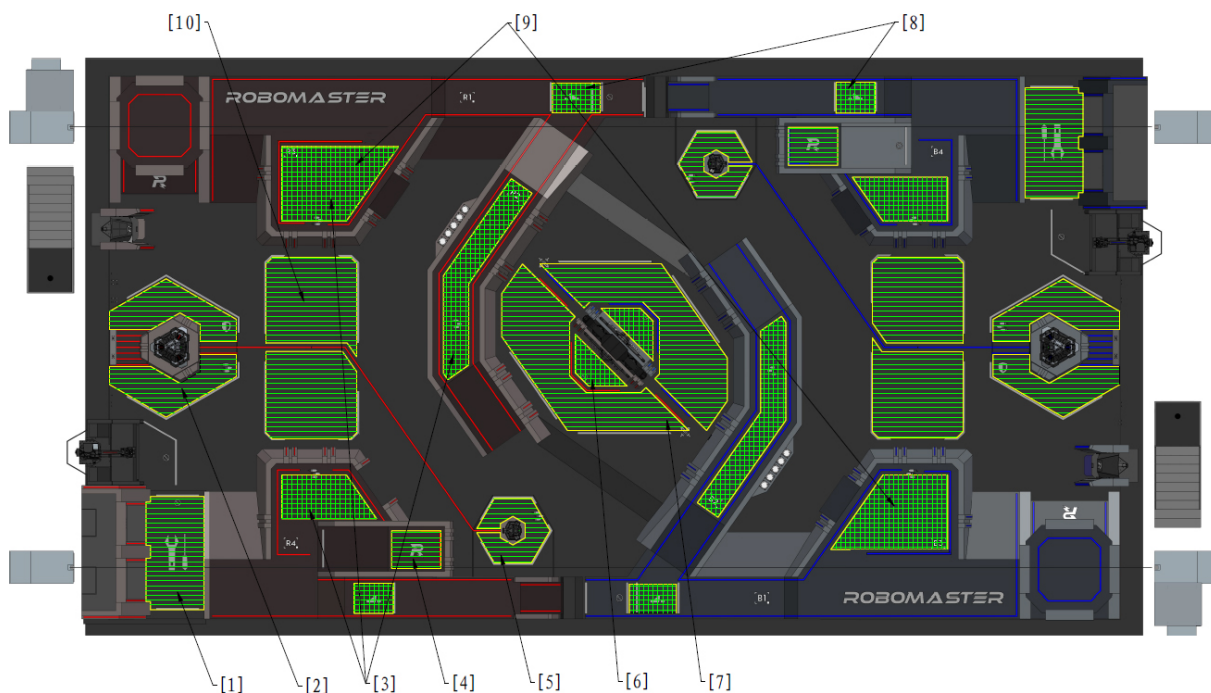 [10]
[9]
[8]
ROBOMASTER
R1
B4
R4
B1
ROBOMASTER
[1]
[2]
[3]
[4]
[5]
[6]
[7]